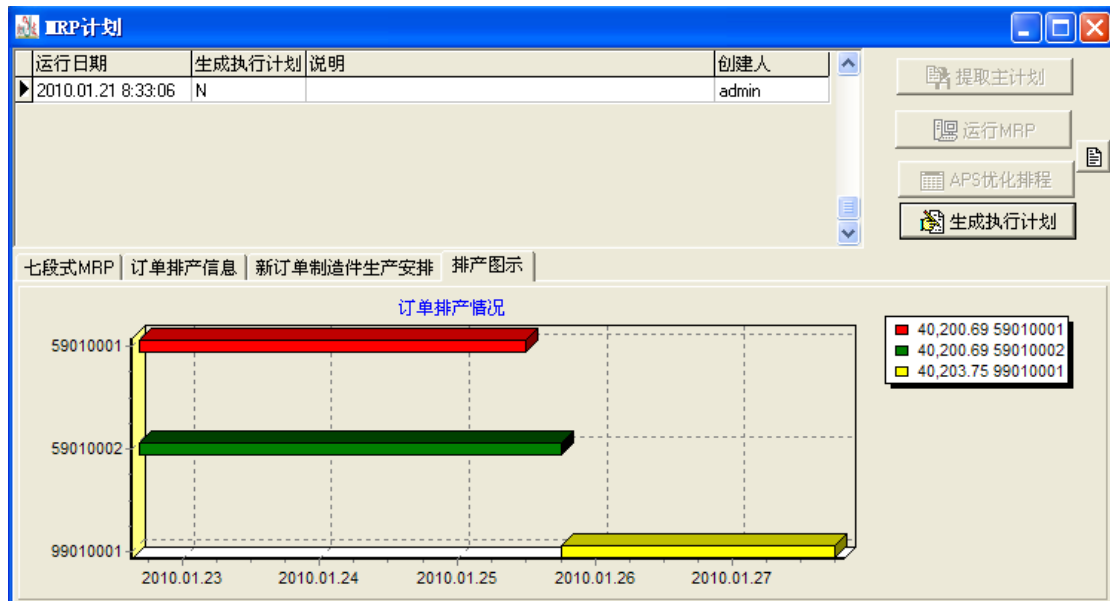 MRP计划
运行日期 生成执行计划 说明 创建人
2010.01.21 8:33:06 N admin
提取主计划
运行MRP
APS优化排程
生成执行计划
七段式MRP 订单排产信息 新订单制造件生产安排 排产图示
订单排产情况
59010001
59010002
99010001
2010.01.23 2010.01.24 2010.01.25 2010.01.26 2010.01.27
40,200.69 59010001
40,200.69 59010002
40,203.75 99010001